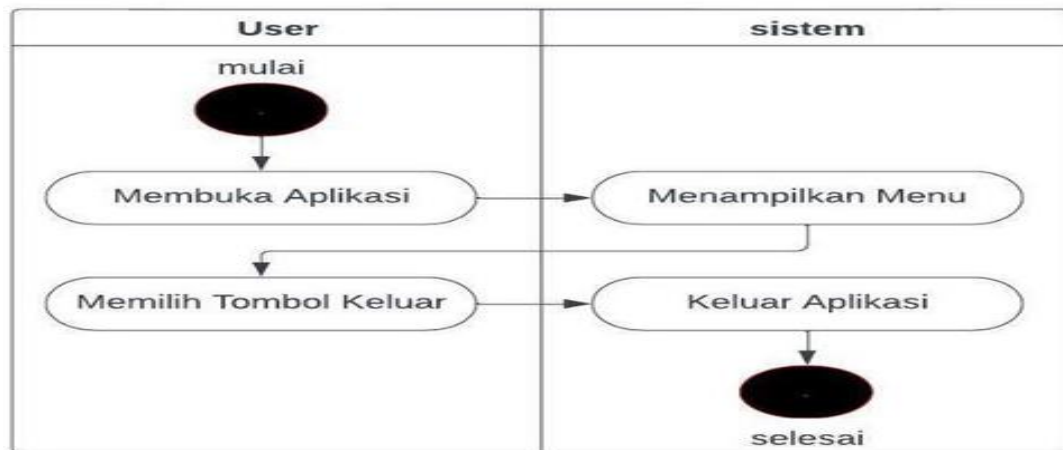 User
sistem
mulai
Membuka Aplikasi
Menampilkan Menu
Memilih Tombol Keluar
Keluar Aplikasi
selesai